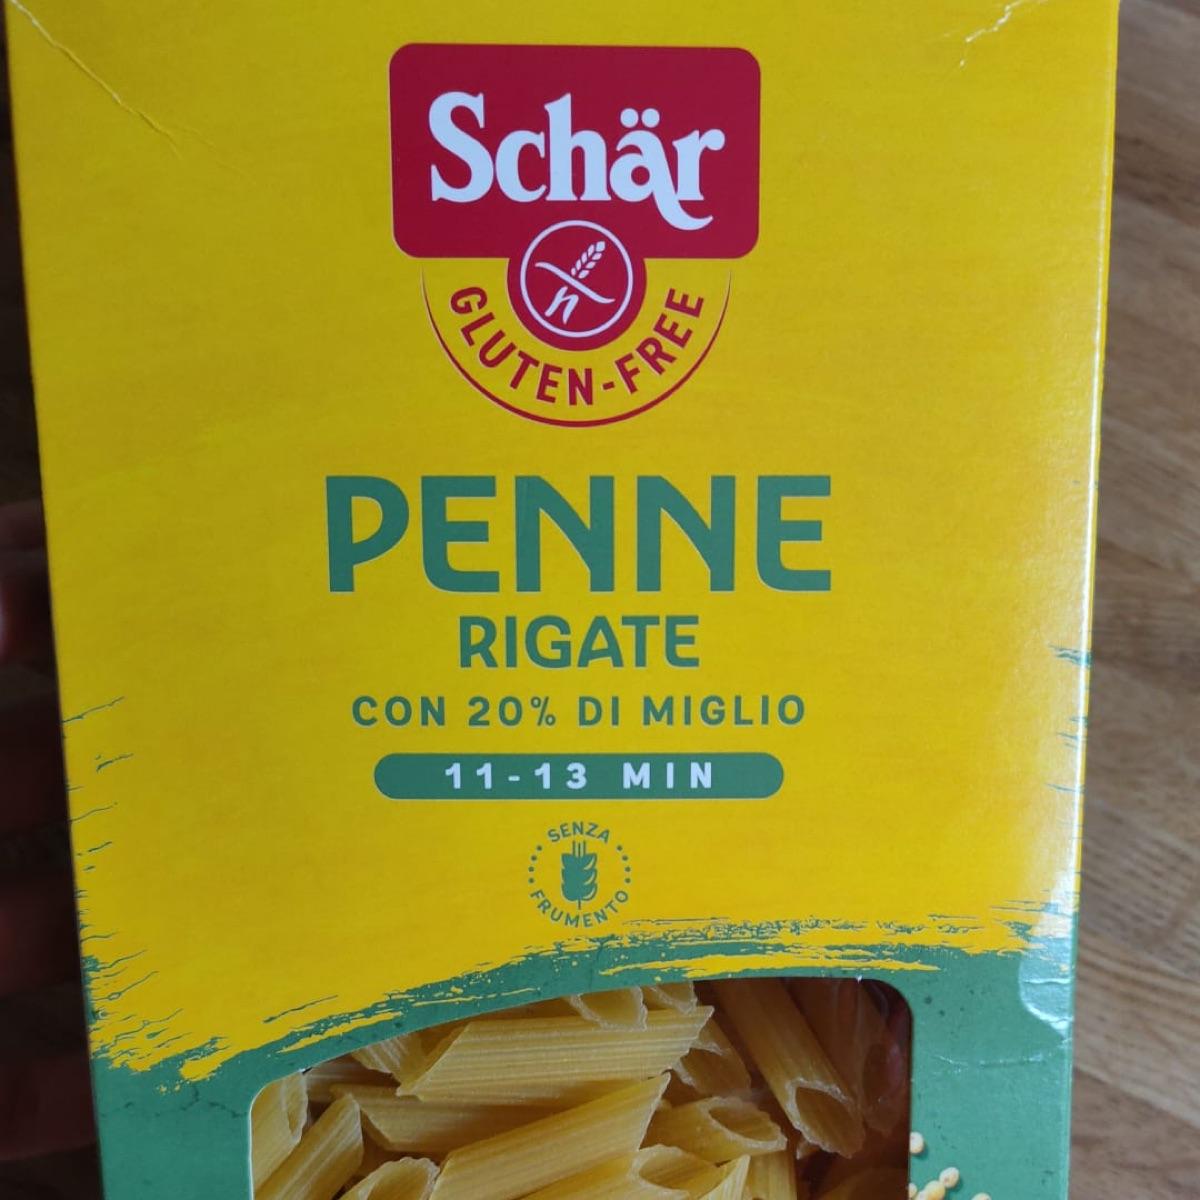 Schär
GLUTEN-FREE
PENNE
RIGATE
CON 20% DI MIGLIO
11-13 MIN
SENZA
FRUMENTO